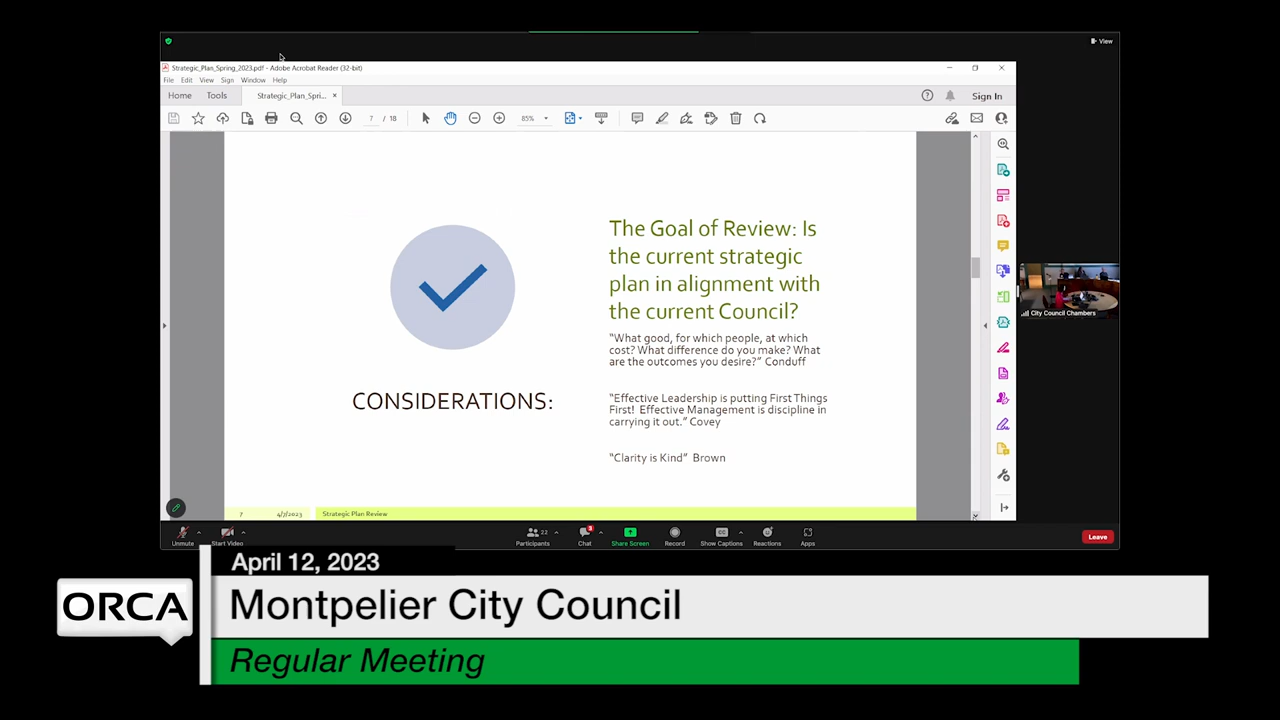 View
Strategic_Plan_Spring_2023.pdf - Adobe Acrobat Reader (32-bit)
File Edit View Sign Window Help
Home Tools Strategic_Plan_Spri... × Sign In
7 / 18 85%
The Goal of Review: Is
the current strategic
plan in alignment with
the current Council?
"What good, for which people, at which
cost? What difference do you make? What
are the outcomes you desire?" Conduff
CONSIDERATIONS:
"Effective Leadership is putting First Things
First! Effective Management is discipline in
carrying it out." Covey
"Clarity is Kind" Brown
7 4/7/2023 Strategic Plan Review
City Council Chambers
Unmute Start Video Participants 22 Chat 3 Share Screen Record Show Captions Reactions Apps Leave
April 12, 2023
ORCA
Montpelier City Council
Regular Meeting